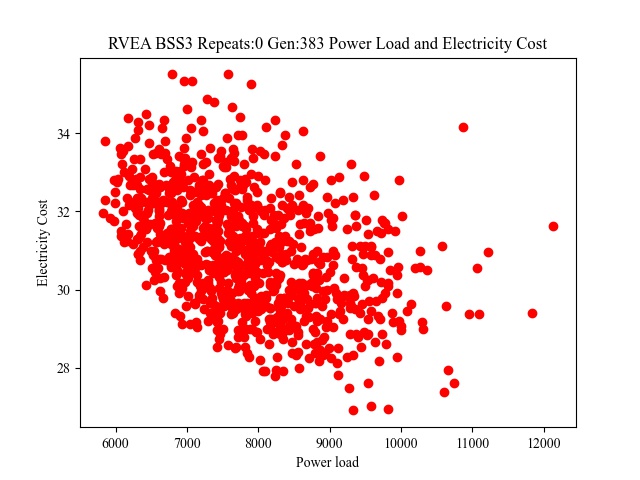 RVEA BSS3 Repeats:0 Gen:383 Power Load and Electricity Cost
Electricity Cost
34
32
30
28
6000 7000 8000 9000 10000 11000 12000
Power load